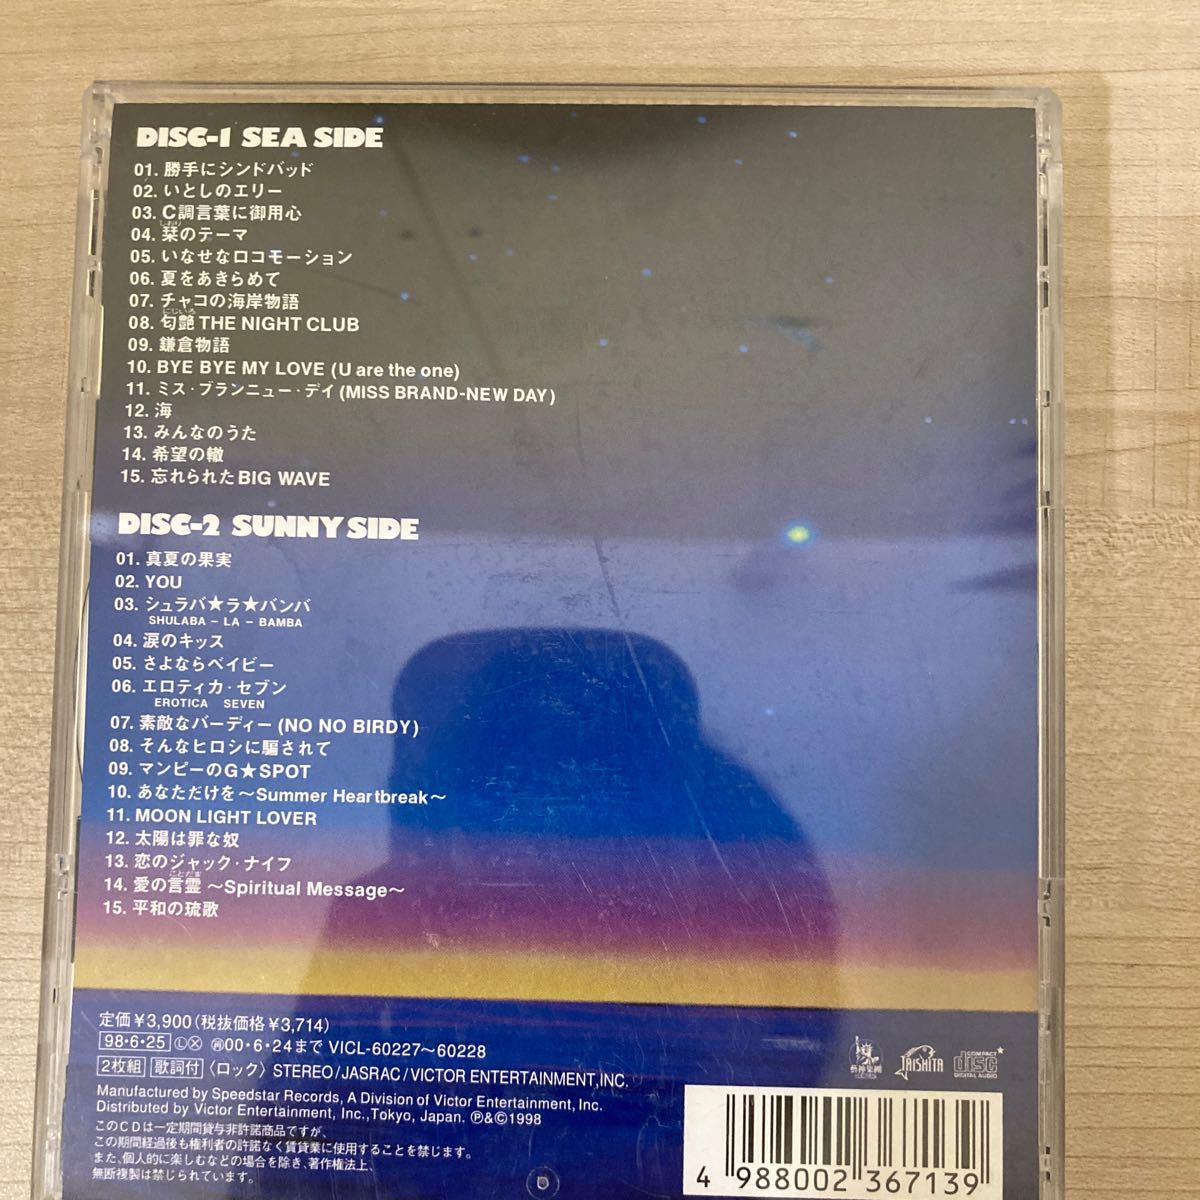 DISC-1 SEA SIDE
01. 勝手にシンドバッド
02. いとしのエリー
03. C調言葉に御用心
しおり
04. 栞のテーマ
05. いなせなロコモーション
06. 夏をあきらめて
07. チャコの海岸物語
にじいろ
08. 匂艶 THE NIGHT CLUB
09. 鎌倉物語
10. BYE BYE MY LOVE (U are the one)
11. ミス・ブランニュー・デイ (MISS BRAND-NEW DAY)
12. 海
13. みんなのうた
14. 希望の轍
15. 忘れられたBIG WAVE
DISC-2 SUNNY SIDE
01. 真夏の果実
02. YOU
03. シュラバ★ラ★バンバ
SHULABA - LA - BAMBA
04. 涙のキッス
05. さよならベイビー
06. エロティカ・セブン
EROTICA SEVEN
07. 素敵なバーディー (NO NO BIRDY)
08. そんなヒロシに騙されて
09. マンピーのG★SPOT
10. あなただけを〜Summer Heartbreak〜
11. MOON LIGHT LOVER
12. 太陽は罪な奴
13. 恋のジャック・ナイフ
ことだま
14. 愛の言霊 〜Spiritual Message〜
15. 平和の琉歌
定価¥3,900(税抜価格¥3,714)
98・6・25 Ⓛ Ⓧ ㊢00・6・24まで VICL-60227〜60228
2枚組 歌詞付 〈ロック〉 STEREO/JASRAC/VICTOR ENTERTAINMENT,INC.
Manufactured by Speedstar Records, A Division of Victor Entertainment, Inc.
Distributed by Victor Entertainment, Inc.,Tokyo, Japan. ℗&©1998
このCDは一定期間貸与非許諾商品ですが、
この期間経過後も権利者の許諾なく賃貸業に使用することを禁じます。
また、個人的に楽しむなどの場合を除き、著作権法上、
無断複製は禁じられています。
TAISHITA
COMPACT
disc
DIGITAL AUDIO
4 988002 367139